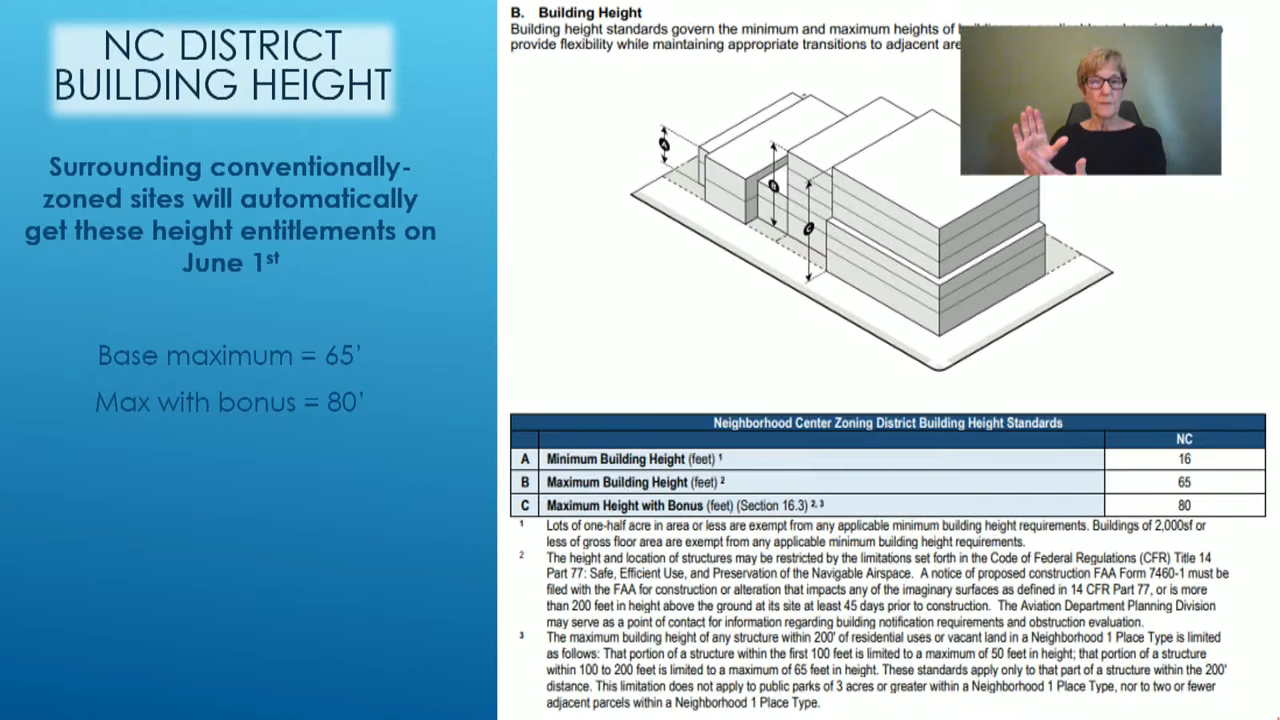 NC DISTRICT
BUILDING HEIGHT
Surrounding conventionally-
zoned sites will automatically
get these height entitlements on
June 1st
Base maximum = 65’
Max with bonus = 80’
B. Building Height
Building height standards govern the minimum and maximum heights of
provide flexibility while maintaining appropriate transitions to adjacent
A
B
C
Neighborhood Center Zoning District Building Height Standards
NC
A Minimum Building Height (feet) 1 16
B Maximum Building Height (feet) 2 65
C Maximum Height with Bonus (feet) (Section 16.3) 2, 3 80
1 Lots of one-half acre in area or less are exempt from any applicable minimum building height requirements. Buildings of 2,000sf or
less of gross floor area are exempt from any applicable minimum building height requirements.
2 The height and location of structures may be restricted by the limitations set forth in the Code of Federal Regulations (CFR) Title 14
Part 77: Safe, Efficient Use, and Preservation of the Navigable Airspace. A notice of proposed construction FAA Form 7460-1 must be
filed with the FAA for construction or alteration that impacts any of the imaginary surfaces as defined in 14 CFR Part 77, or is more
than 200 feet in height above the ground at its site at least 45 days prior to construction. The Aviation Department Planning Division
may serve as a point of contact for information regarding building notification requirements and obstruction evaluation.
3 The maximum building height of any structure within 200' of residential uses or vacant land in a Neighborhood 1 Place Type is limited
as follows: That portion of a structure within the first 100 feet is limited to a maximum of 50 feet in height; that portion of a structure
within 100 to 200 feet is limited to a maximum of 65 feet in height. These standards apply only to that part of a structure within the 200'
distance. This limitation does not apply to public parks of 3 acres or greater within a Neighborhood 1 Place Type, nor to two or fewer
adjacent parcels within a Neighborhood 1 Place Type.